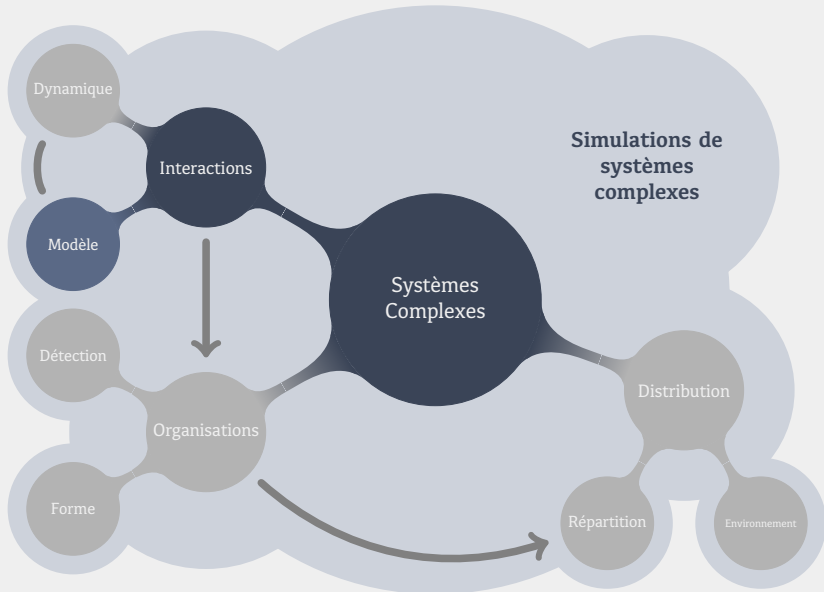 Dynamique
Simulations de
systèmes
complexes
Interactions
Modèle
Systèmes
Complexes
Détection
Organisations
Distribution
Forme
Répartition
Environnement